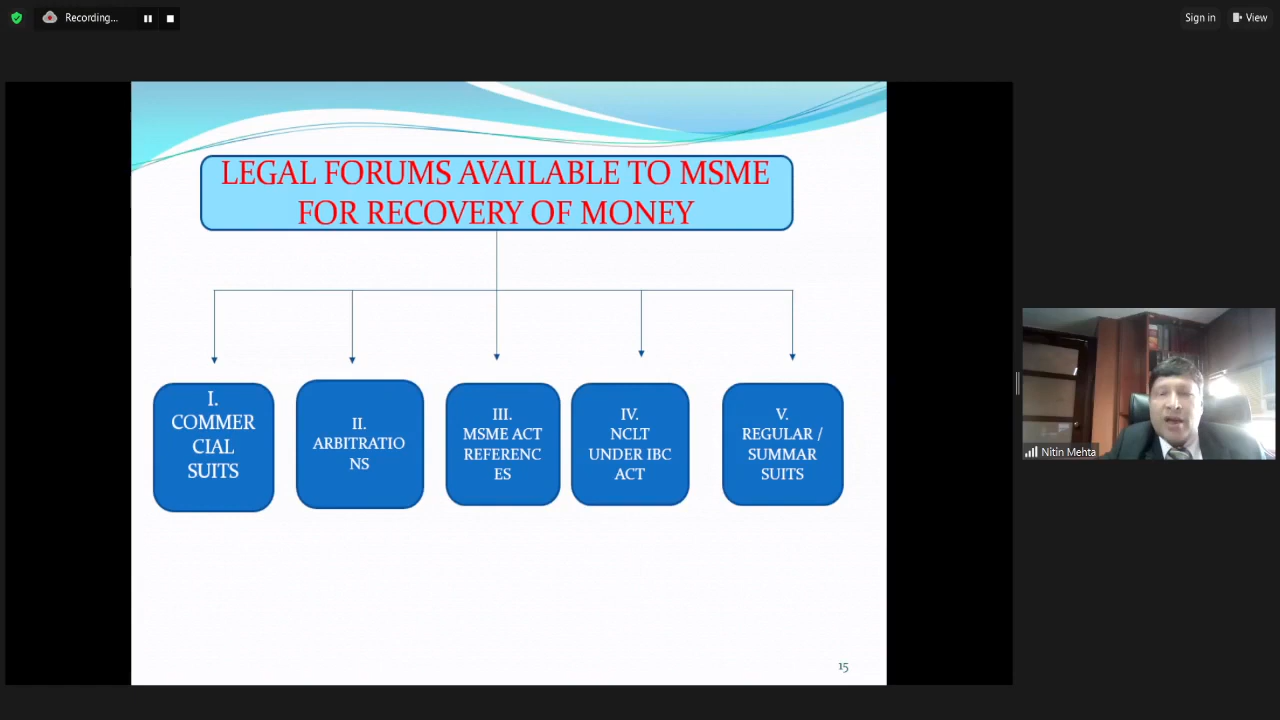 Recording...
Sign in
View
LEGAL FORUMS AVAILABLE TO MSME
FOR RECOVERY OF MONEY
I.
COMMER
CIAL
SUITS
II.
ARBITRATIO
NS
III.
MSME ACT
REFERENC
ES
IV.
NCLT
UNDER IBC
ACT
V.
REGULAR /
SUMMAR
SUITS
Nitin Mehta
15